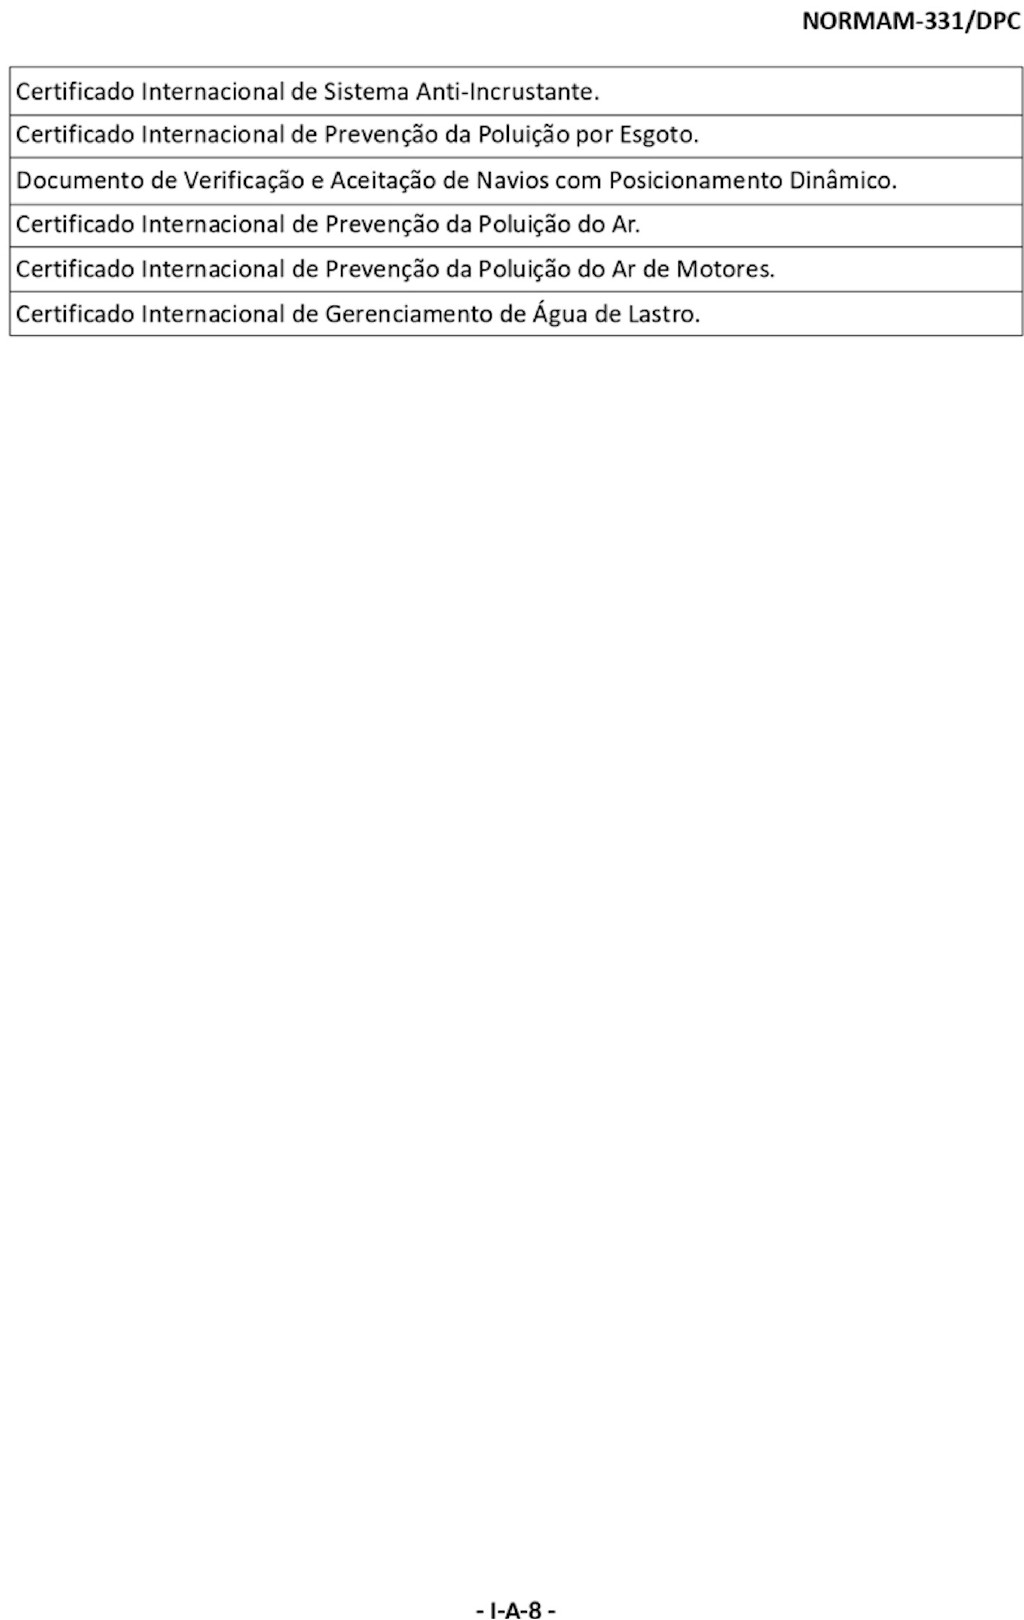 NORMAM-331/DPC
Certificado Internacional de Sistema Anti-Incrustante.
Certificado Internacional de Prevenção da Poluição por Esgoto.
Documento de Verificação e Aceitação de Navios com Posicionamento Dinâmico.
Certificado Internacional de Prevenção da Poluição do Ar.
Certificado Internacional de Prevenção da Poluição do Ar de Motores.
Certificado Internacional de Gerenciamento de Água de Lastro.
- I-A-8 -